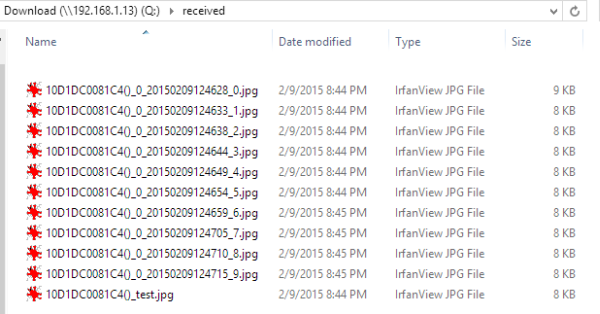 Download (\\192.168.1.13) (Q:) received
Name Date modified Type Size
10D1DC0081C4()_0_20150209124628_0.jpg 2/9/2015 8:44 PM IrfanView JPG File 9 KB
10D1DC0081C4()_0_20150209124633_1.jpg 2/9/2015 8:44 PM IrfanView JPG File 8 KB
10D1DC0081C4()_0_20150209124638_2.jpg 2/9/2015 8:44 PM IrfanView JPG File 8 KB
10D1DC0081C4()_0_20150209124644_3.jpg 2/9/2015 8:44 PM IrfanView JPG File 8 KB
10D1DC0081C4()_0_20150209124649_4.jpg 2/9/2015 8:44 PM IrfanView JPG File 8 KB
10D1DC0081C4()_0_20150209124654_5.jpg 2/9/2015 8:44 PM IrfanView JPG File 8 KB
10D1DC0081C4()_0_20150209124659_6.jpg 2/9/2015 8:45 PM IrfanView JPG File 8 KB
10D1DC0081C4()_0_20150209124705_7.jpg 2/9/2015 8:45 PM IrfanView JPG File 8 KB
10D1DC0081C4()_0_20150209124710_8.jpg 2/9/2015 8:45 PM IrfanView JPG File 8 KB
10D1DC0081C4()_0_20150209124715_9.jpg 2/9/2015 8:45 PM IrfanView JPG File 8 KB
10D1DC0081C4()_test.jpg 2/9/2015 8:44 PM IrfanView JPG File 8 KB